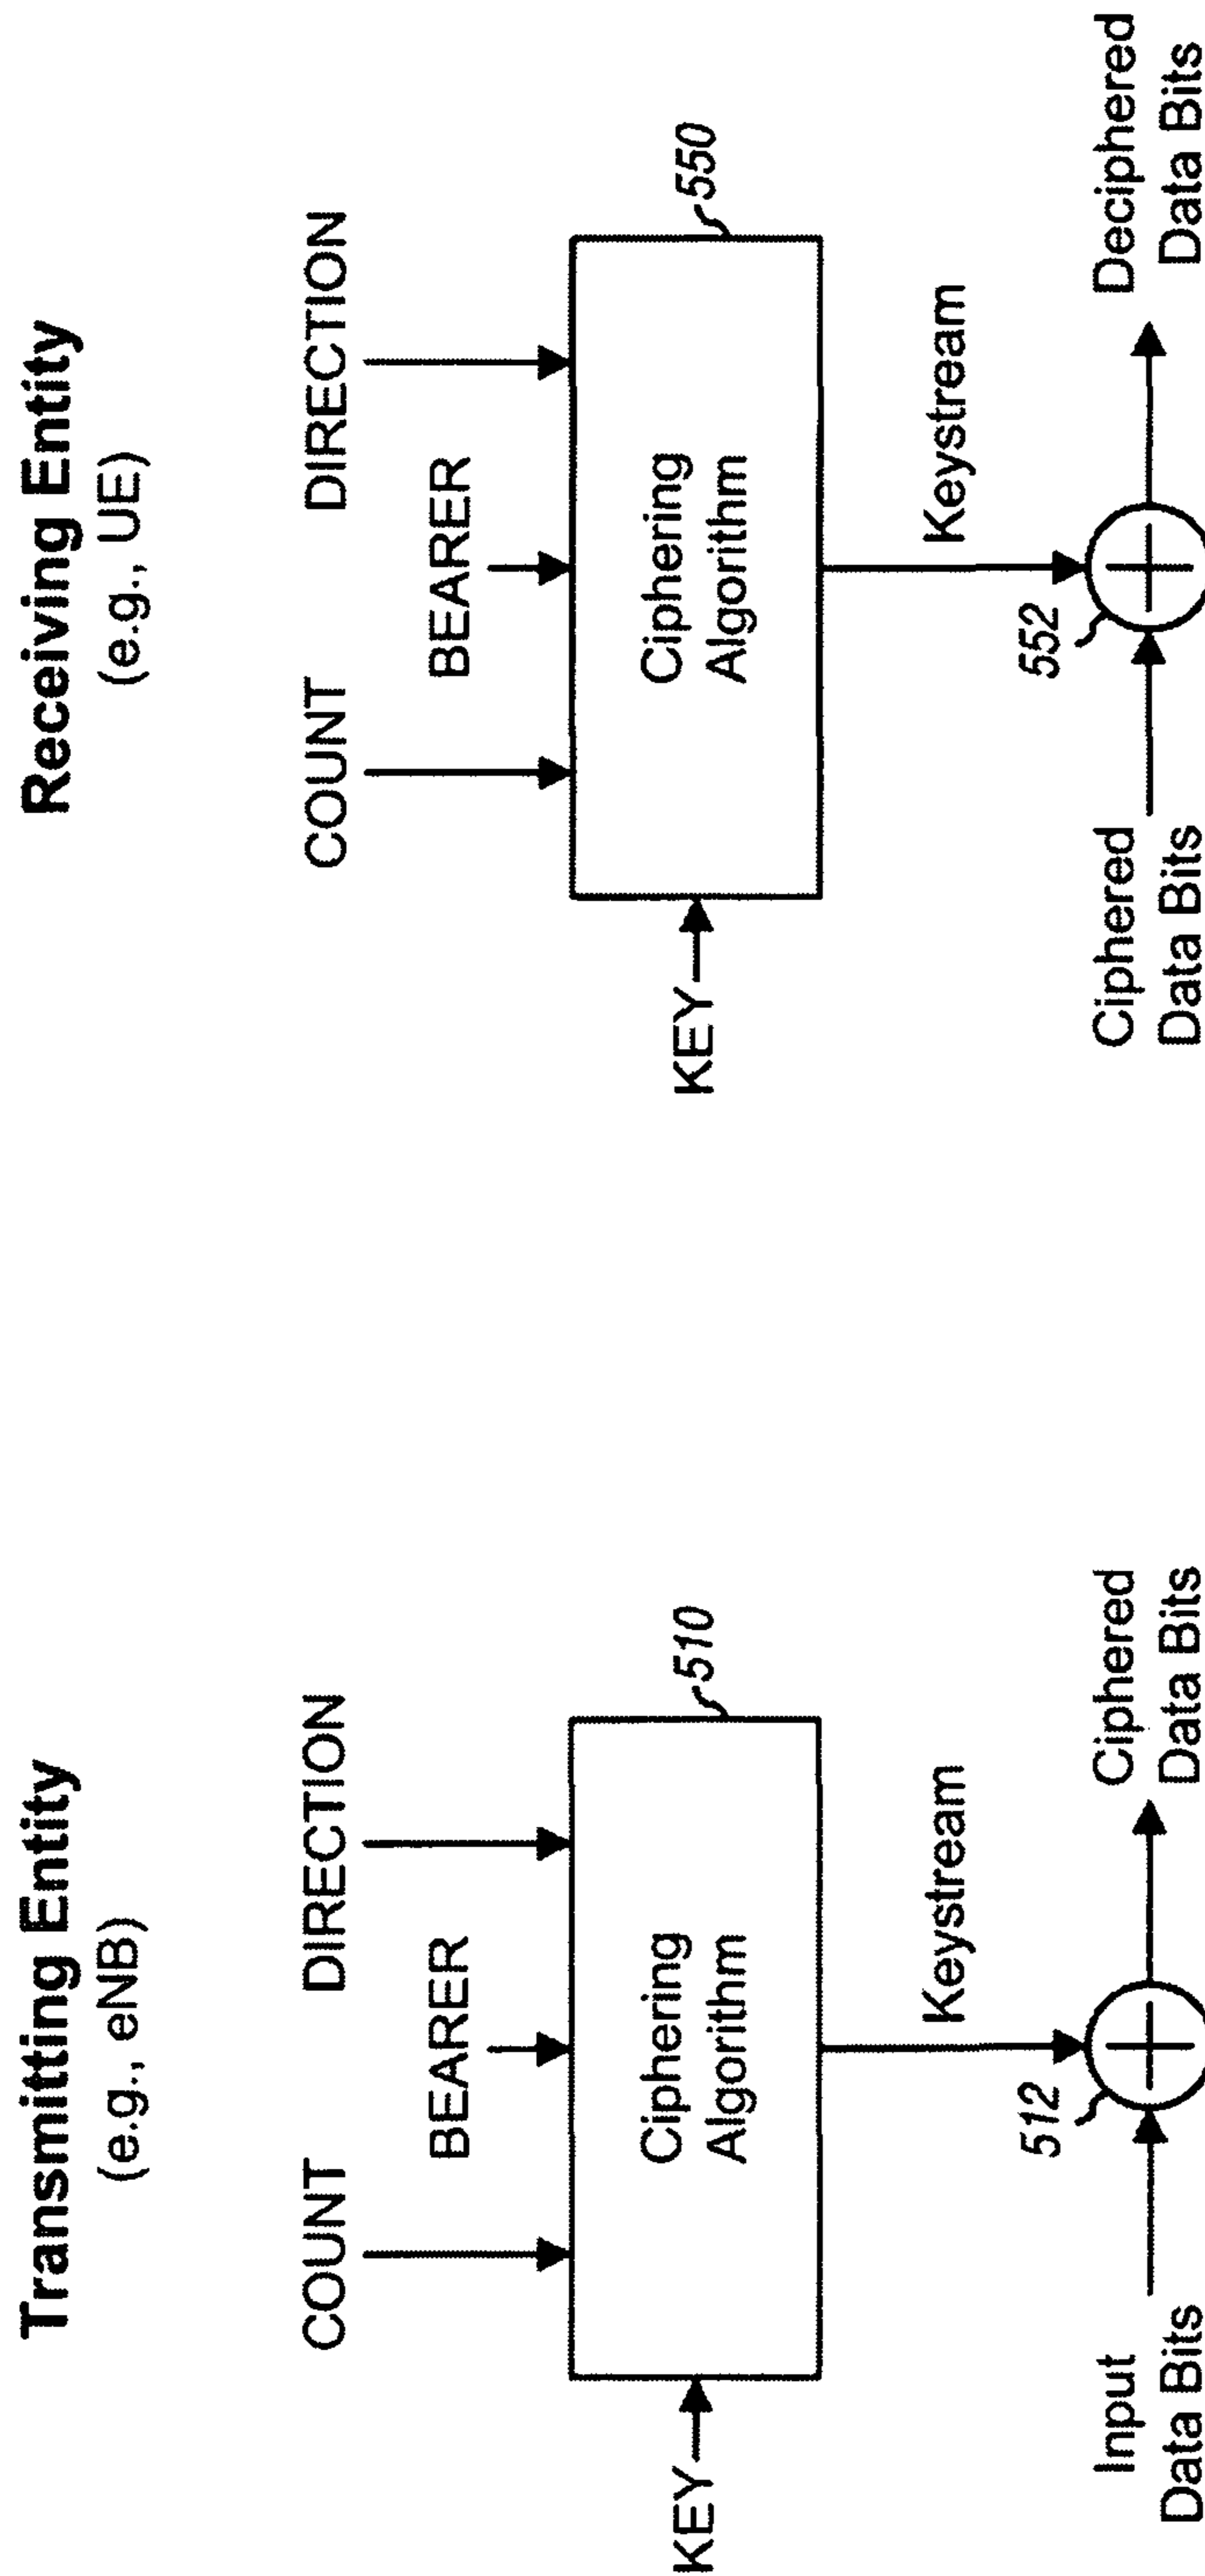 Transmitting Entity
(e.g., eNB)
COUNT
DIRECTION
BEARER
KEY
Ciphering
Algorithm
510
Keystream
512
Input
Data Bits
Ciphered
Data Bits
Receiving Entity
(e.g., UE)
COUNT
DIRECTION
BEARER
KEY
Ciphering
Algorithm
550
Keystream
552
Ciphered
Data Bits
Deciphered
Data Bits